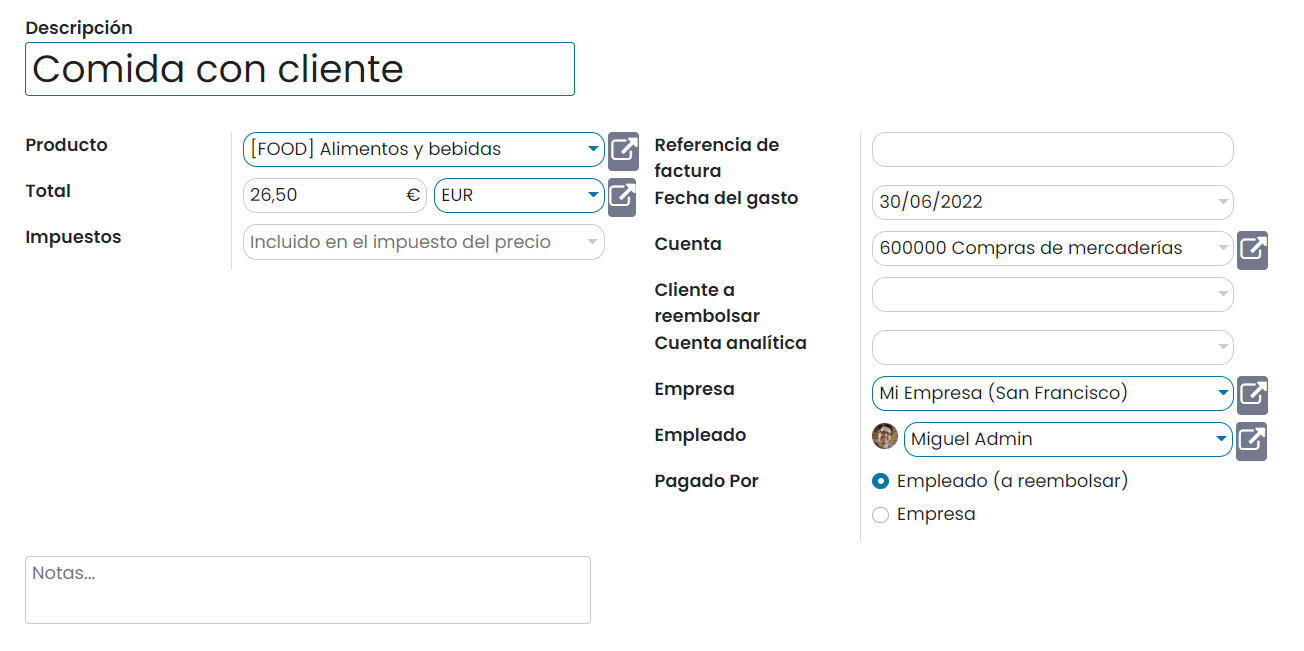 Descripción
Comida con cliente
Producto
[FOOD] Alimentos y bebidas
Total
26,50 €
EUR
Impuestos
Incluido en el impuesto del precio
Referencia de
factura
Fecha del gasto
30/06/2022
Cuenta
600000 Compras de mercaderías
Cliente a
reembolsar
Cuenta analítica
Empresa
Mi Empresa (San Francisco)
Empleado
Miguel Admin
Pagado Por
Empleado (a reembolsar)
Empresa
Notas...